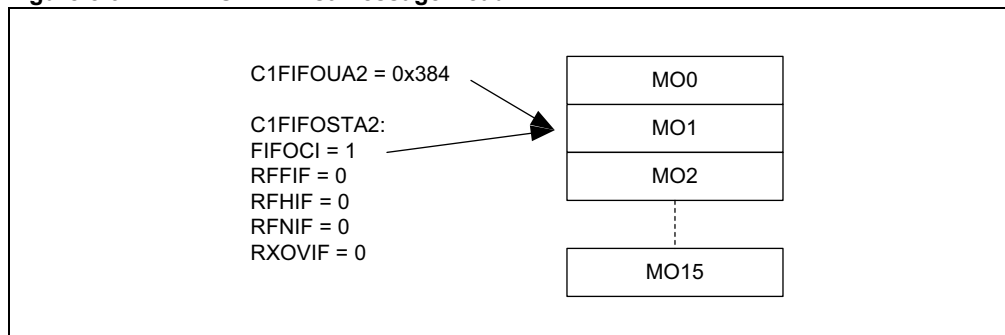 C1FIFOUA2 = 0x384
C1FIFOSTA2:
FIFOCI = 1
RFFIF = 0
RFHIF = 0
RFNIF = 0
RXOVIF = 0
MO0
MO1
MO2
MO15